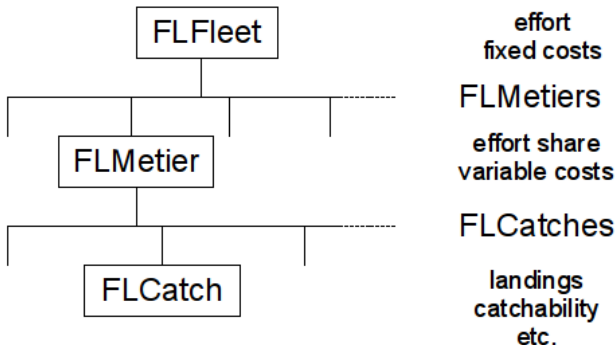 FLFleet
effort
fixed costs
FLMetiers
FLMetier
effort share
variable costs
FLCatches
FLCatch
landings
catchability
etc.